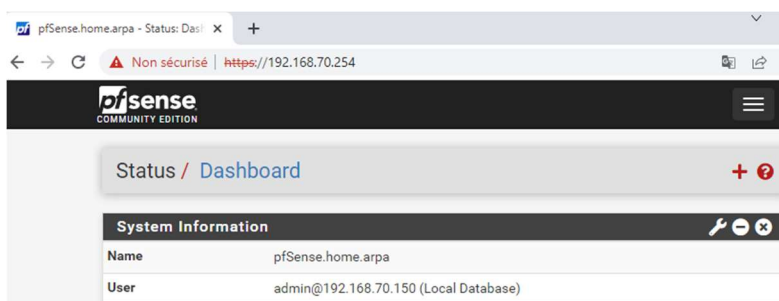 pfSense.home.arpa - Status: Dash
Non sécurisé | https://192.168.70.254
pfsense
COMMUNITY EDITION
Status / Dashboard
System Information
Name pfSense.home.arpa
User admin@192.168.70.150 (Local Database)